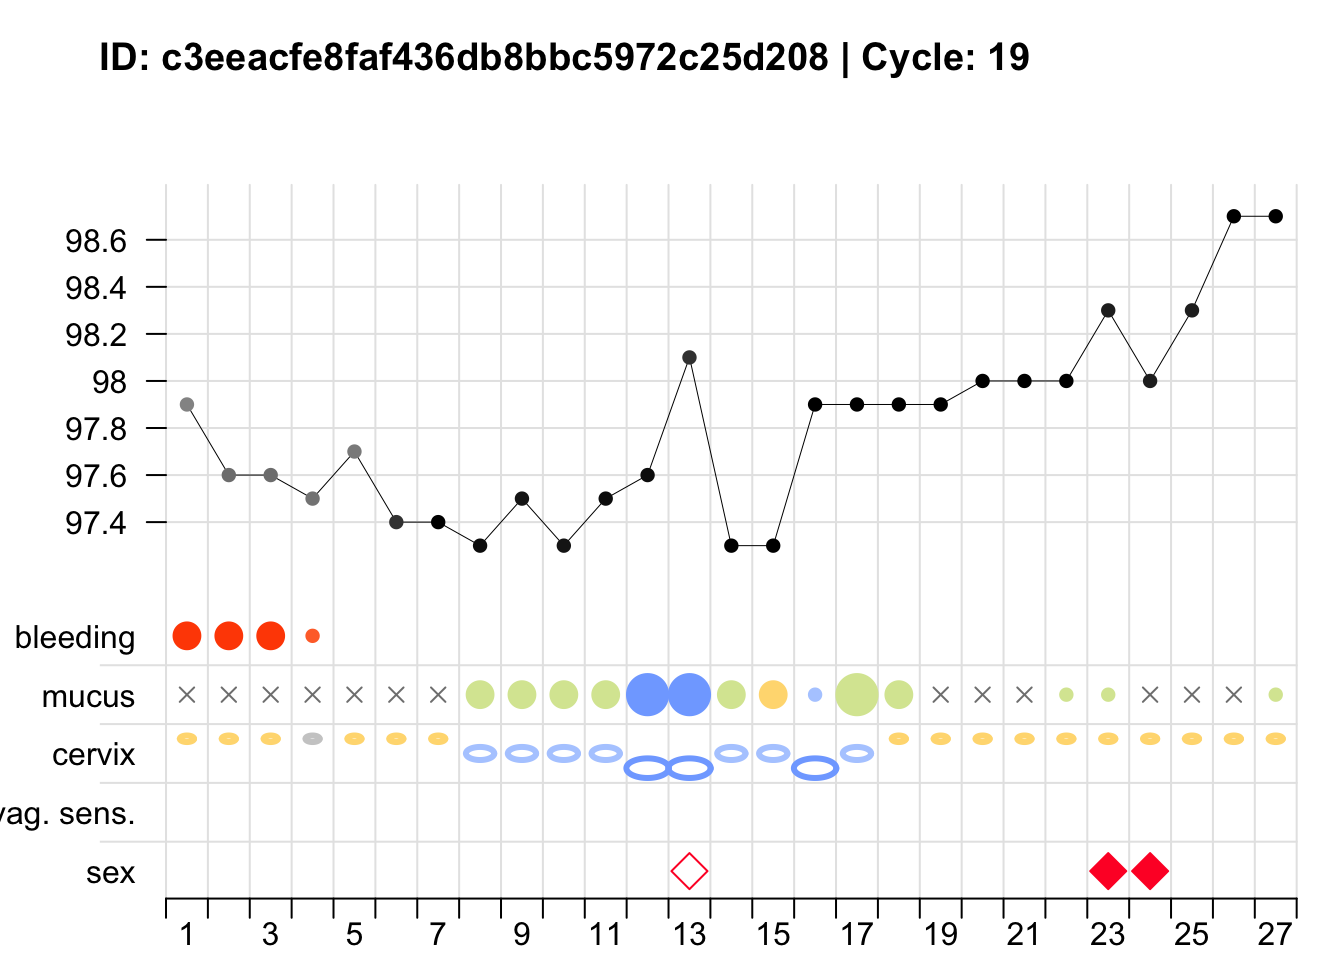 ID: c3eeacfe8faf436db8bbc5972c25d208 | Cycle: 19
98.6
98.4
98.2
98
97.8
97.6
97.4
bleeding
mucus
cervix
vag. sens.
sex
1 3 5 7 9 11 13 15 17 19 21 23 25 27